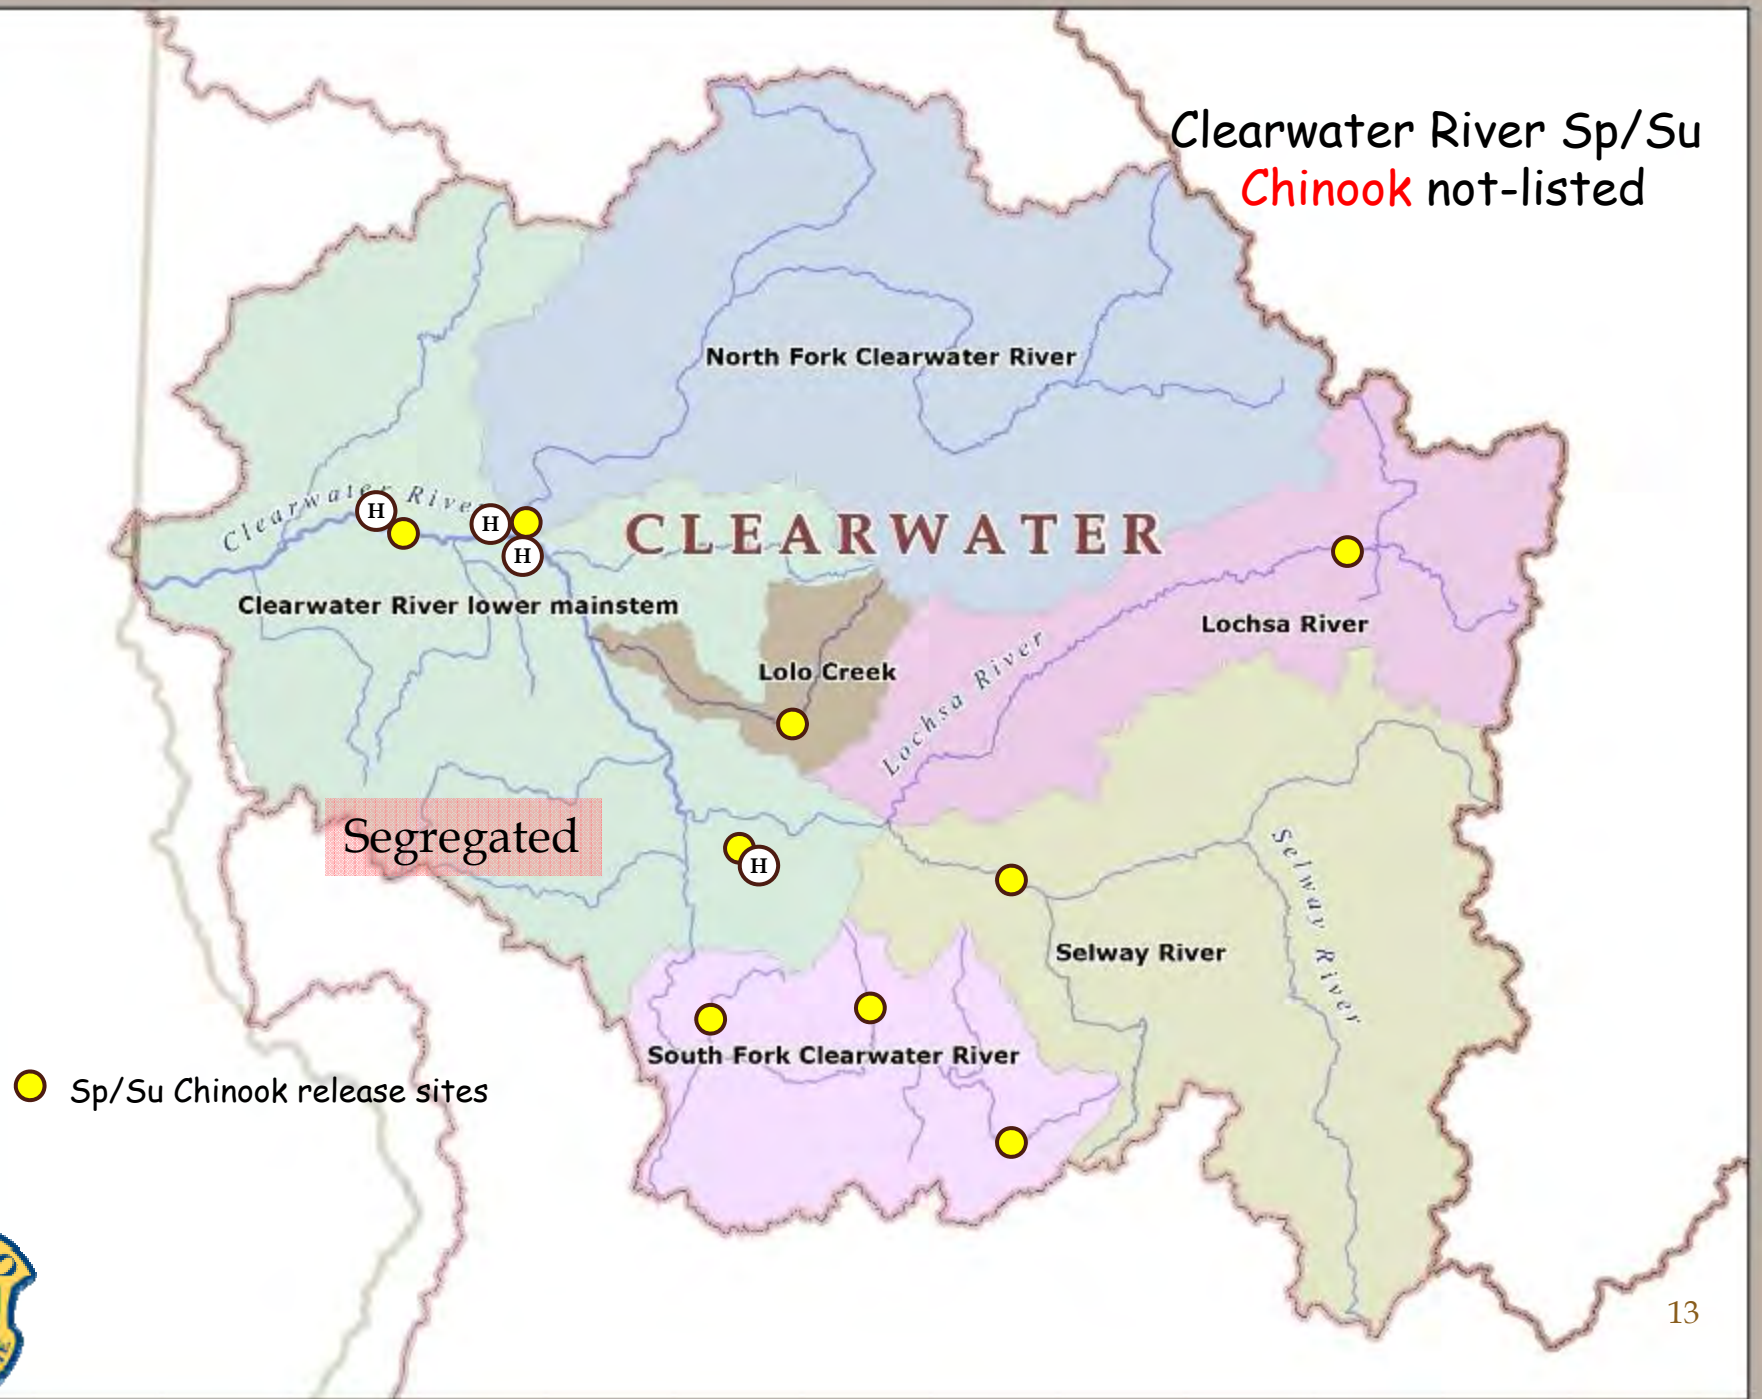 Clearwater River Sp/Su
Chinook not-listed
North Fork Clearwater River
Clearwater River
H
H
H
CLEARWATER
Clearwater River lower mainstem
Lochsa River
Lochsa River
Lolo Creek
Segregated
H
Selway River
Selway River
South Fork Clearwater River
Sp/Su Chinook release sites
13